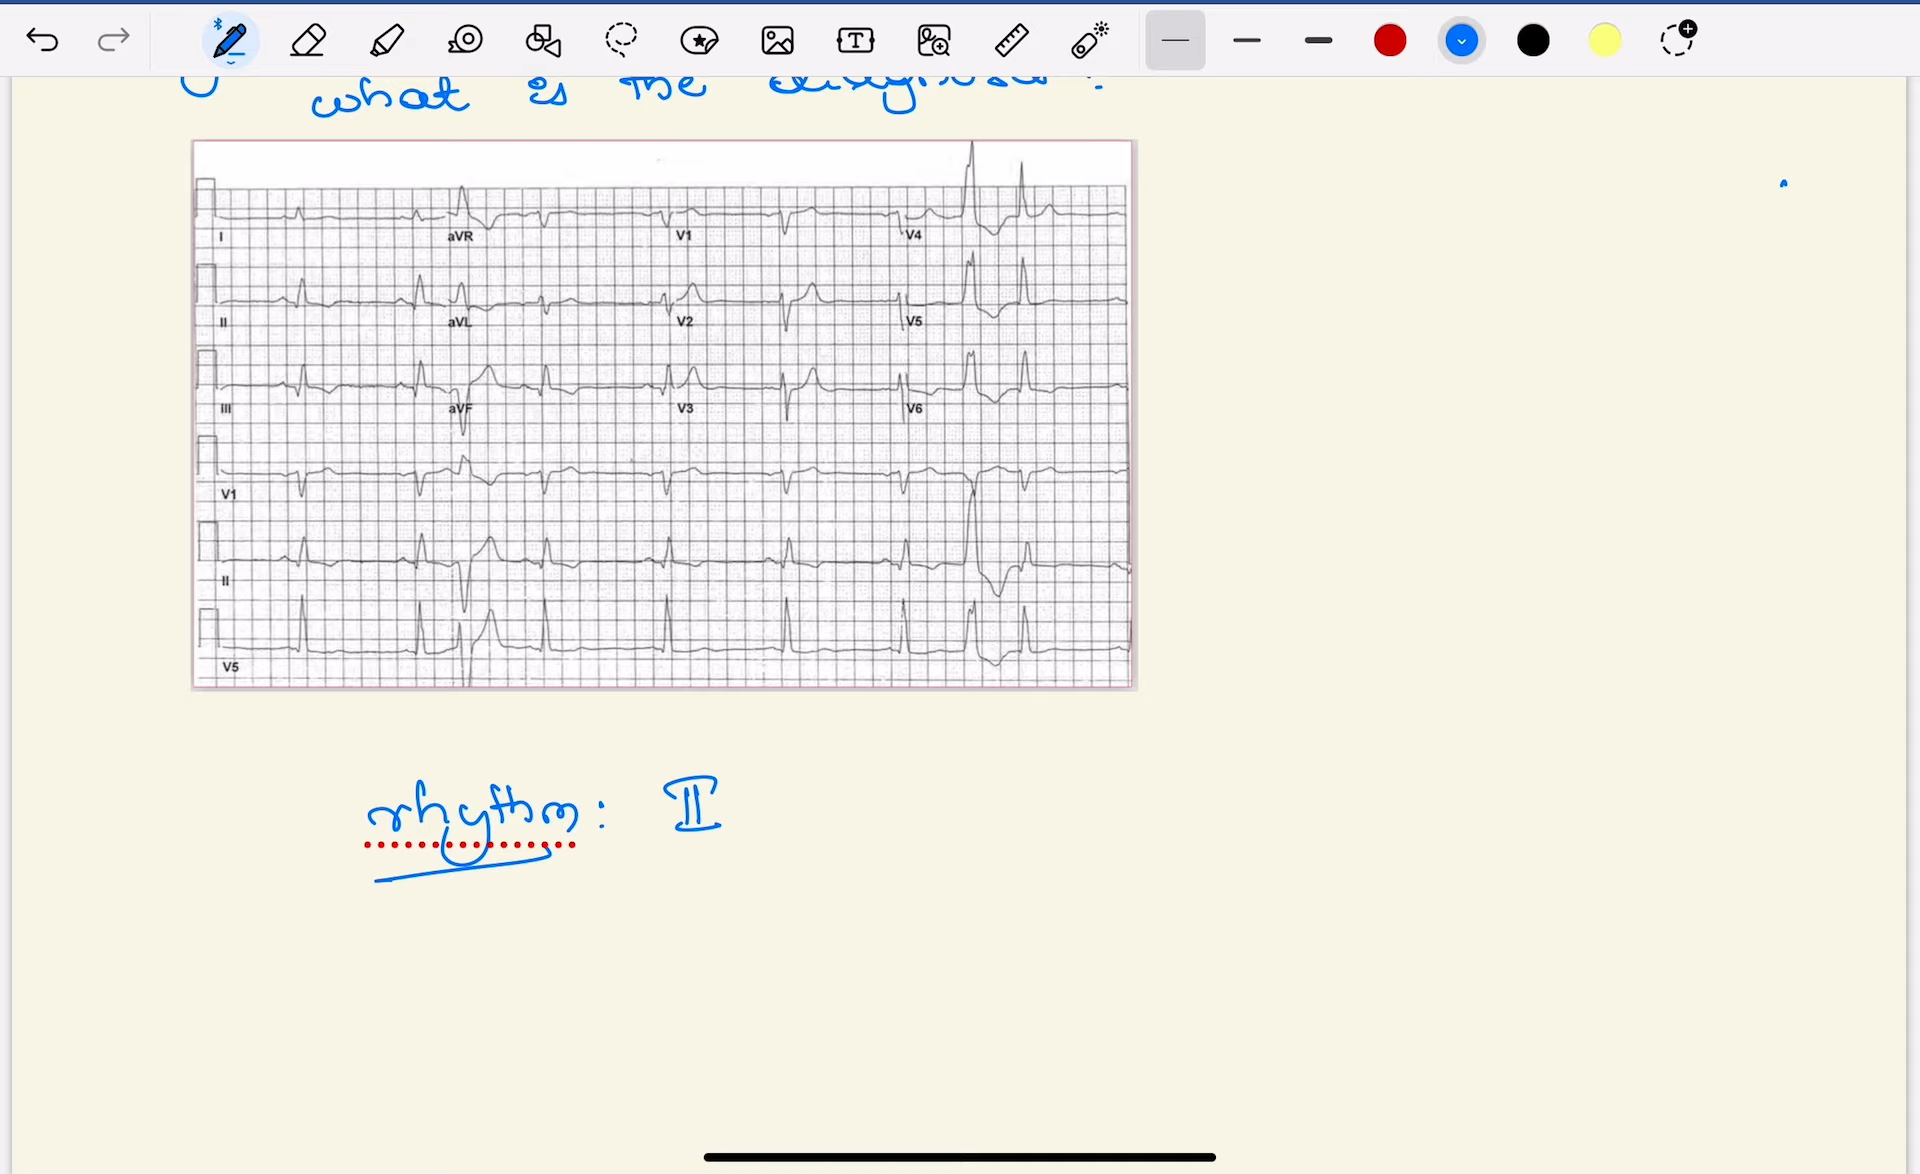 what is the
I aVR V1 V4
II aVL V2 V5
III aVF V3 V6
V1
II
V5
rhythm: II